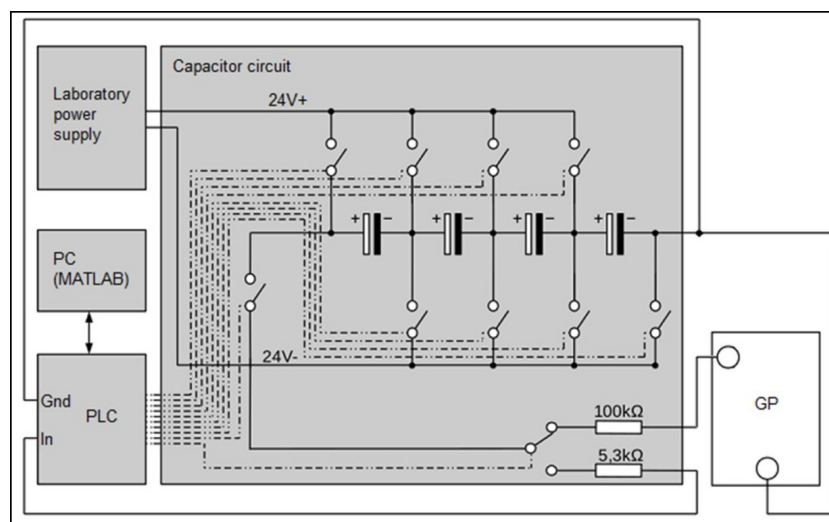 Capacitor circuit
Laboratory
power
supply
24V+
+ − + − + − + −
PC
(MATLAB)
24V-
Gnd
PLC
In
100kΩ
5,3kΩ
GP